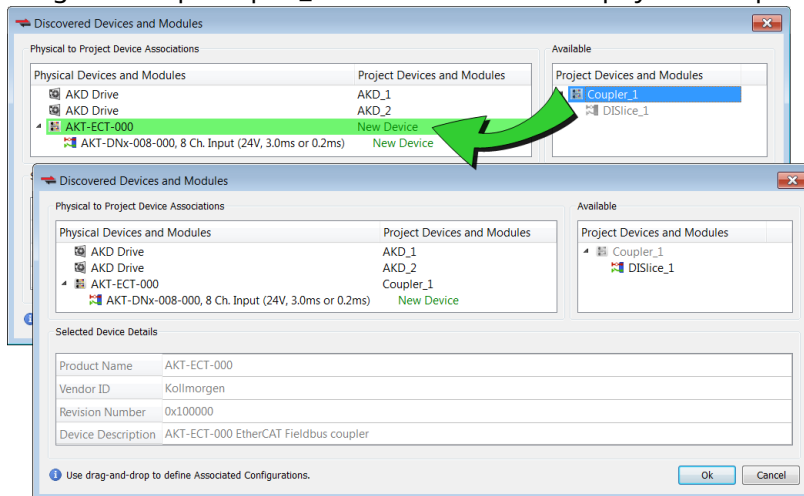 Discovered Devices and Modules
Physical to Project Device Associations
Available
Physical Devices and Modules
Project Devices and Modules
Project Devices and Modules
AKD Drive
AKD_1
Coupler_1
AKD Drive
AKD_2
DISlice_1
AKT-ECT-000
New Device
AKT-DNx-008-000, 8 Ch. Input (24V, 3.0ms or 0.2ms)
New Device
Discovered Devices and Modules
Physical to Project Device Associations
Available
Physical Devices and Modules
Project Devices and Modules
Project Devices and Modules
AKD Drive
AKD_1
Coupler_1
AKD Drive
AKD_2
DISlice_1
AKT-ECT-000
Coupler_1
AKT-DNx-008-000, 8 Ch. Input (24V, 3.0ms or 0.2ms)
New Device
Selected Device Details
Product Name
AKT-ECT-000
Vendor ID
Kollmorgen
Revision Number
0x100000
Device Description
AKT-ECT-000 EtherCAT Fieldbus coupler
Use drag-and-drop to define Associated Configurations.
Ok
Cancel